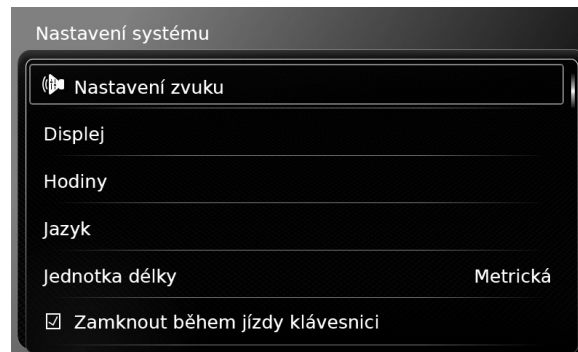 Nastavení systému
Nastavení zvuku
Displej
Hodiny
Jazyk
Jednotka délky Metrická
Zamknout během jízdy klávesnici